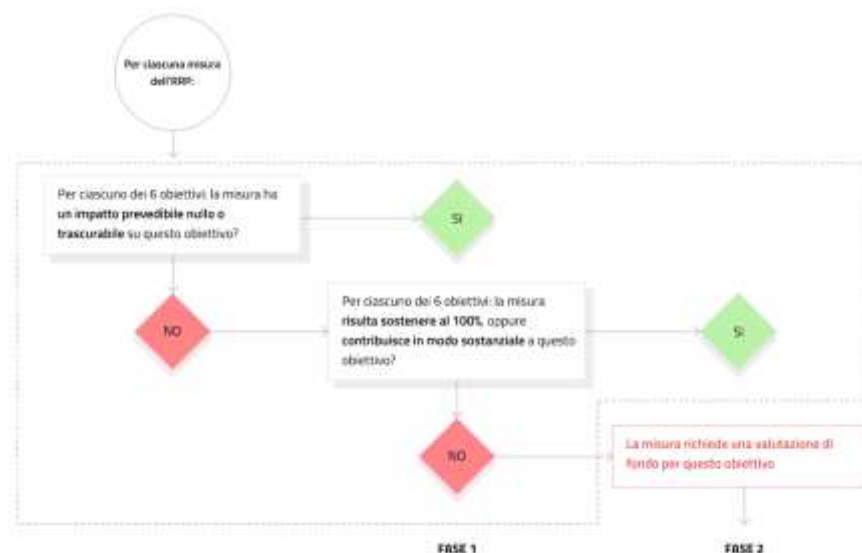 Per ciascuna misura
dell'RRP:
Per ciascuno dei 6 obiettivi: la misura ha
un impatto prevedibile nullo o
trascurabile su questo obiettivo?
SI
NO
Per ciascuno dei 6 obiettivi: la misura
risulta sostenere al 100%, oppure
contribuisce in modo sostanziale a questo
obiettivo?
SI
NO
La misura richiede una valutazione di
fondo per questo obiettivo
FASE 1
FASE 2